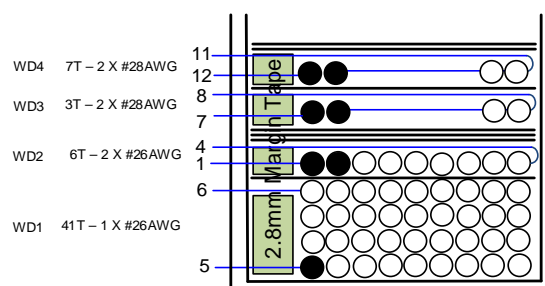 11
WD4 7T – 2 X #28AWG
12
8
WD3 3T – 2 X #28AWG
7
4
WD2 6T – 2 X #26AWG
1
6
WD1 41T – 1 X #26AWG
5
2.8mm Margin Tape